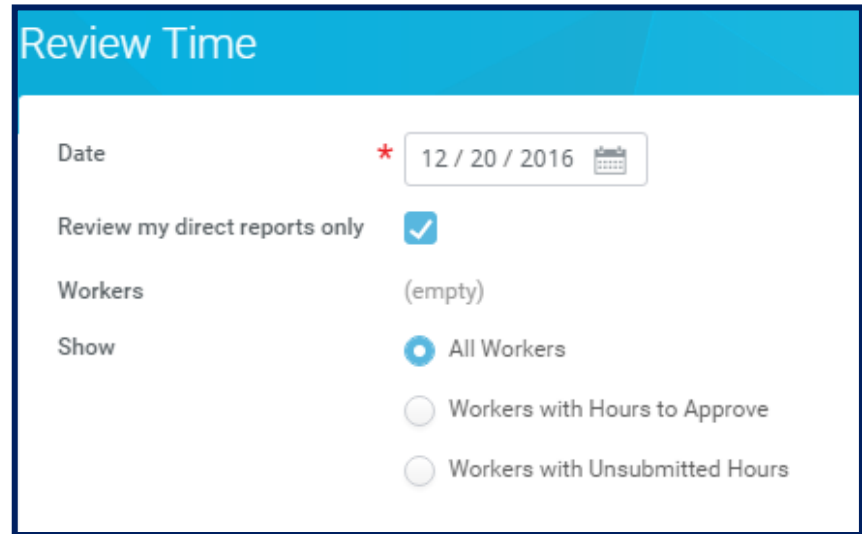 Review Time
Date * 12 / 20 / 2016
Review my direct reports only
Workers (empty)
Show All Workers
Workers with Hours to Approve
Workers with Unsubmitted Hours